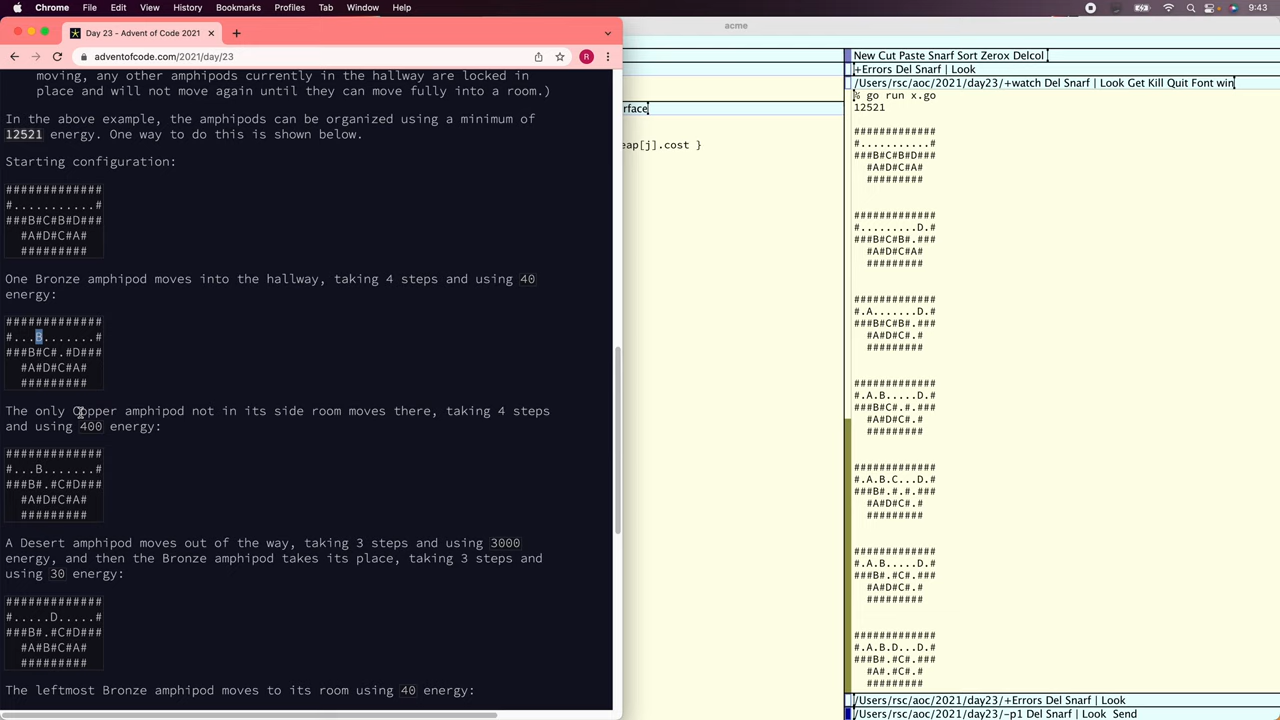 Chrome File Edit View History Bookmarks Profiles Tab Window Help 9:43
Day 23 - Advent of Code 2021
adventofcode.com/2021/day/23
R
moving, any other amphipods currently in the hallway are locked in
place and will not move again until they can move fully into a room.)
In the above example, the amphipods can be organized using a minimum of
12521 energy. One way to do this is shown below.
Starting configuration:
#############
#...........#
###B#C#B#D###
#A#D#C#A#
#########
One Bronze amphipod moves into the hallway, taking 4 steps and using 40
energy:
#############
#...B.......#
###B#C#.#D###
#A#D#C#A#
#########
The only Copper amphipod not in its side room moves there, taking 4 steps
and using 400 energy:
#############
#...B.......#
###B#.#C#D###
#A#D#C#A#
#########
A Desert amphipod moves out of the way, taking 3 steps and using 3000
energy, and then the Bronze amphipod takes its place, taking 3 steps and
using 30 energy:
#############
#.....D.....#
###B#.#C#D###
#A#B#C#A#
#########
The leftmost Bronze amphipod moves to its room using 40 energy:
acme
rface
eap[j].cost }
New Cut Paste Snarf Sort Zerox Delcol
+Errors Del Snarf | Look
/Users/rsc/aoc/2021/day23/+watch Del Snarf | Look Get Kill Quit Font win
% go run x.go
12521
#############
#...........#
###B#C#B#D###
#A#D#C#A#
#########
#############
#.........D.#
###B#C#B#.###
#A#D#C#A#
#########
#############
#.A.......D.#
###B#C#B#.###
#A#D#C#.#
#########
#############
#.A.B.....D.#
###B#C#.#.###
#A#D#C#.#
#########
#############
#.A.B.C...D.#
###B#.#.#.###
#A#D#C#.#
#########
#############
#.A.B.....D.#
###B#.#C#.###
#A#D#C#.#
#########
#############
#.A.B.D...D.#
###B#.#C#.###
#A#.#C#.#
#########
/Users/rsc/aoc/2021/day23/+Errors Del Snarf | Look
/Users/rsc/aoc/2021/day23/-p1 Del Snarf | Look Send